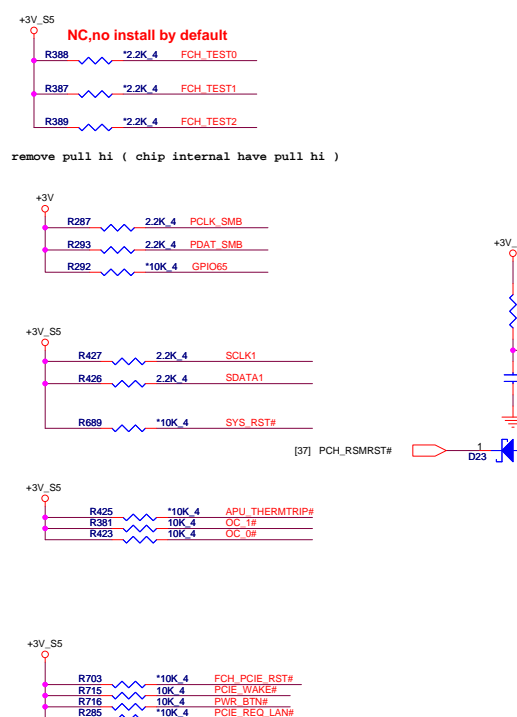 +3V_S5
NC,no install by default
R388 *2.2K_4 FCH_TEST0
R387 *2.2K_4 FCH_TEST1
R389 *2.2K_4 FCH_TEST2
remove pull hi ( chip internal have pull hi )
+3V
R287 2.2K_4 PCLK_SMB
R293 2.2K_4 PDAT_SMB
R292 *10K_4 GPIO65
+3V_
+3V_S5
R427 2.2K_4 SCLK1
R426 2.2K_4 SDATA1
R689 *10K_4 SYS_RST#
[37] PCH_RSMRST#
1
D23
+3V_S5
R425 *10K_4 APU_THERMTRIP#
R381 10K_4 OC_1#
R423 10K_4 OC_0#
+3V_S5
R703 *10K_4 FCH_PCIE_RST#
R715 10K_4 PCIE_WAKE#
R716 10K_4 PWR_BTN#
R285 *10K_4 PCIE_REQ_LAN#